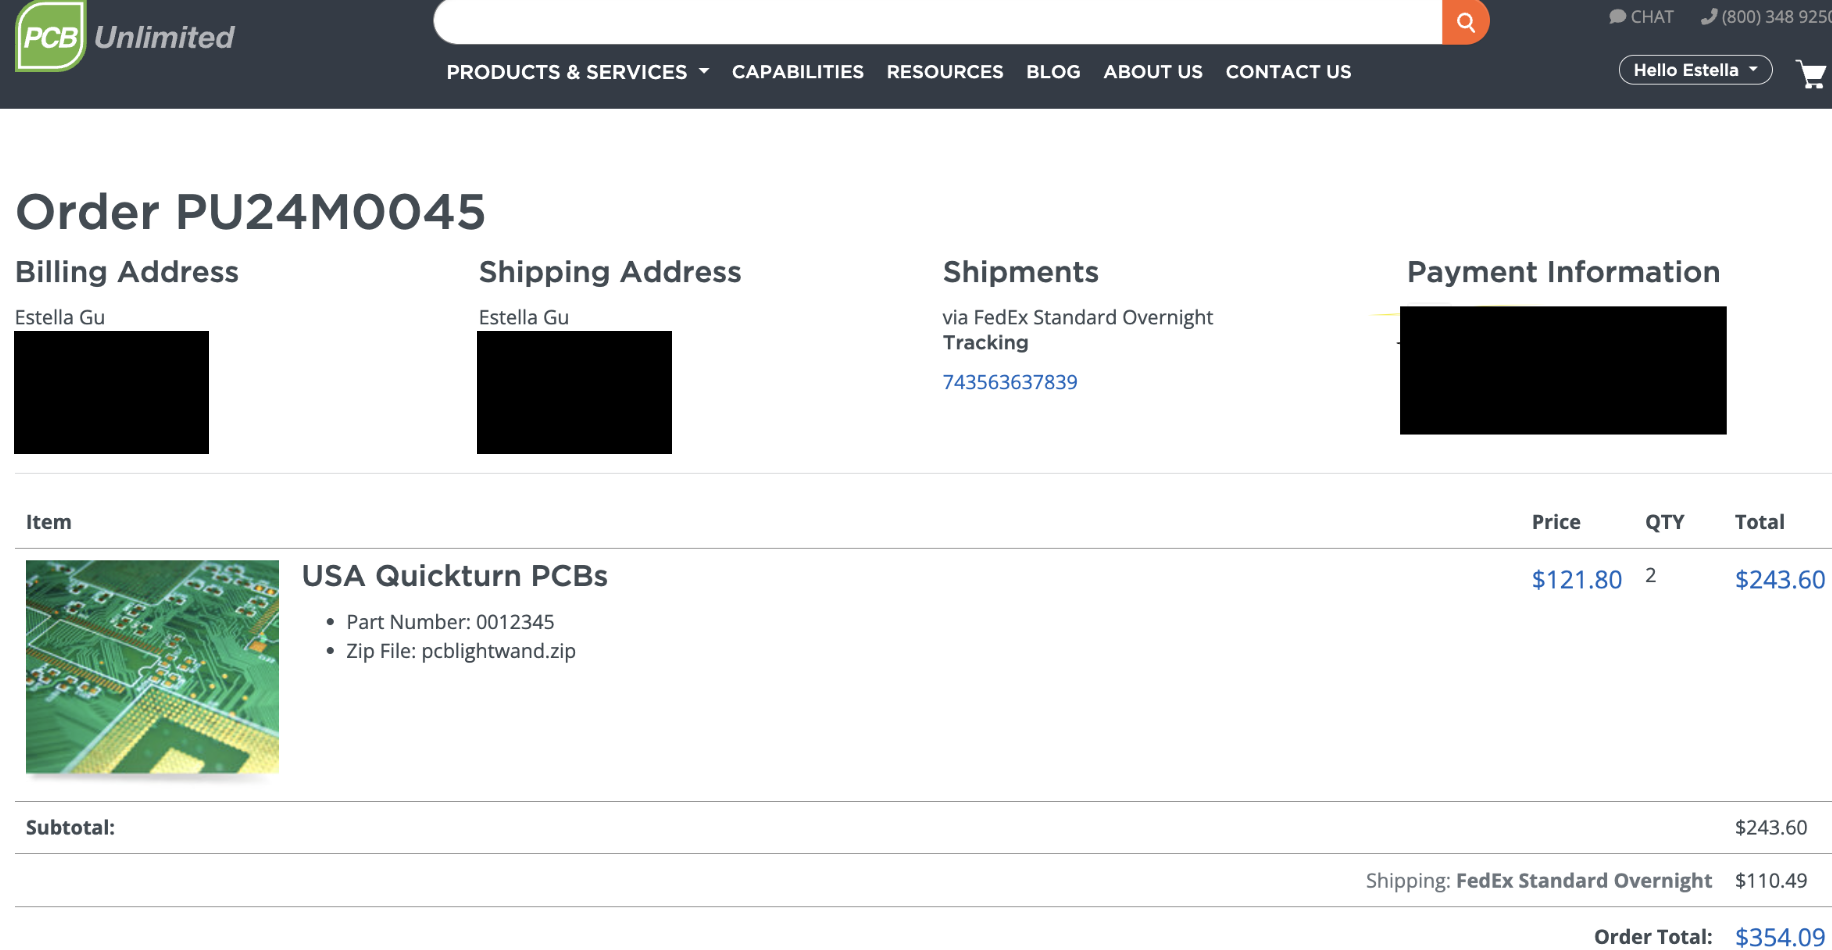 PCB Unlimited
CHAT (800) 348 9250
PRODUCTS & SERVICES CAPABILITIES RESOURCES BLOG ABOUT US CONTACT US
Hello Estella
Order PU24M0045
Billing Address
Estella Gu
Shipping Address
Estella Gu
Shipments
via FedEx Standard Overnight
Tracking
743563637839
Payment Information
Item Price QTY Total
USA Quickturn PCBs $121.80 2 $243.60
• Part Number: 0012345
• Zip File: pcblightwand.zip
Subtotal: $243.60
Shipping: FedEx Standard Overnight $110.49
Order Total: $354.09